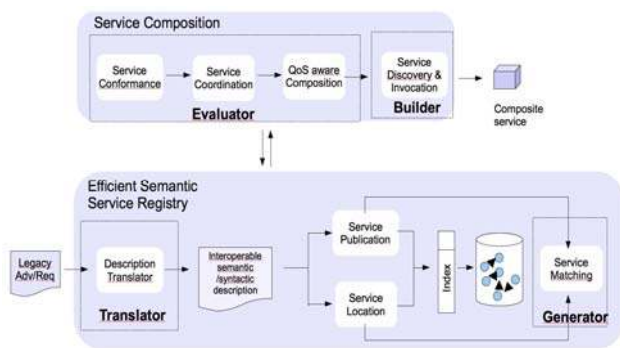 Service Composition
Service
Conformance
Service
Coordination
QoS aware
Composition
Evaluator
Service
Discovery &
Invocation
Builder
Composite
service
Efficient Semantic
Service Registry
Legacy
Adv/Req
Description
Translator
Translator
Interoperable
semantic
/syntactic
description
Service
Publication
Service
Location
Index
Service
Matching
Generator